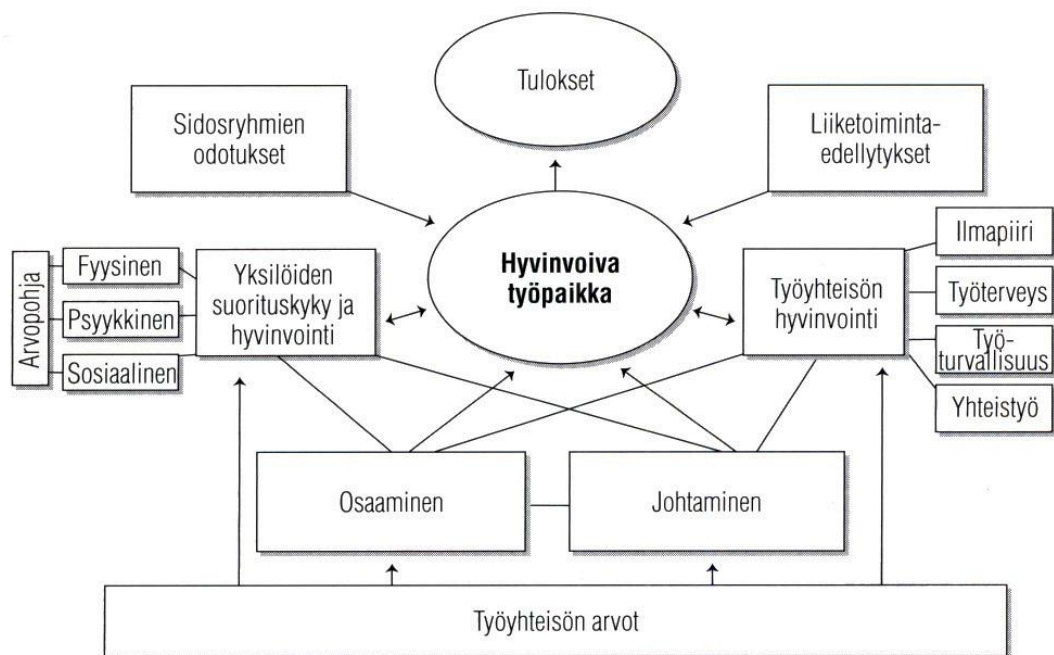 Tulokset
Sidosryhmien
odotukset
Liiketoiminta-
edellytykset
Hyvinvoiva
työpaikka
Arvopohja
Fyysinen
Psyykkinen
Sosiaalinen
Yksilöiden
suorituskyky ja
hyvinvointi
Työyhteisön
hyvinvointi
Ilmapiiri
Työterveys
Työ-
turvallisuus
Yhteistyö
Osaaminen
Johtaminen
Työyhteisön arvot